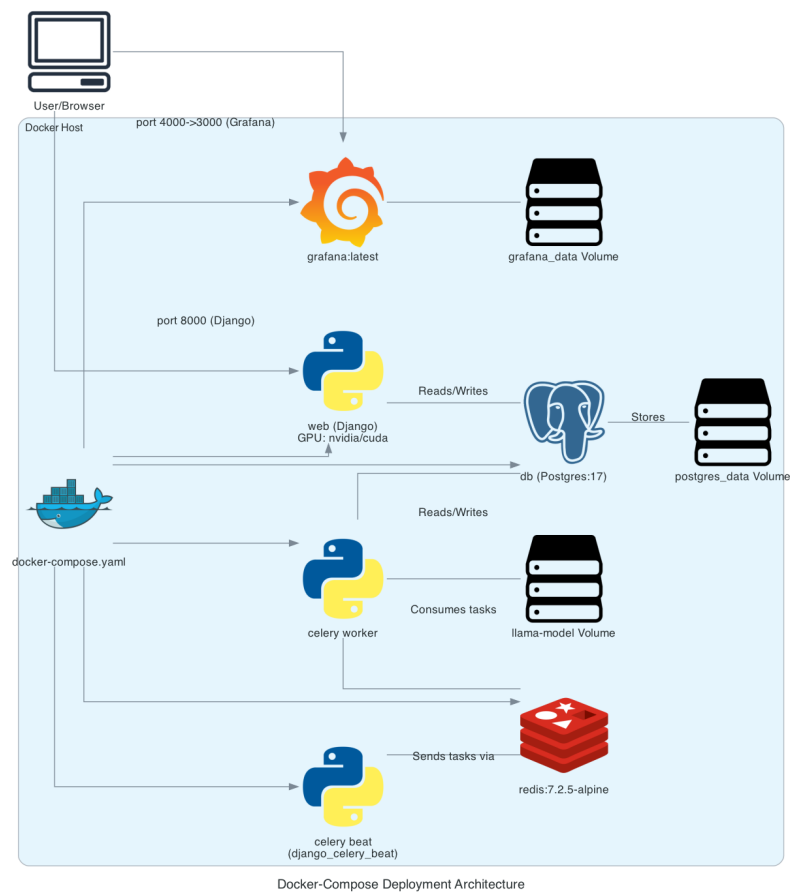 User/Browser
Docker Host
port 4000->3000 (Grafana)
grafana:latest
grafana_data Volume
port 8000 (Django)
web (Django)
GPU: nvidia/cuda
Reads/Writes
db (Postgres:17)
Stores
postgres_data Volume
Reads/Writes
docker-compose.yaml
celery worker
Consumes tasks
llama-model Volume
Sends tasks via
redis:7.2.5-alpine
celery beat
(django_celery_beat)
Docker-Compose Deployment Architecture